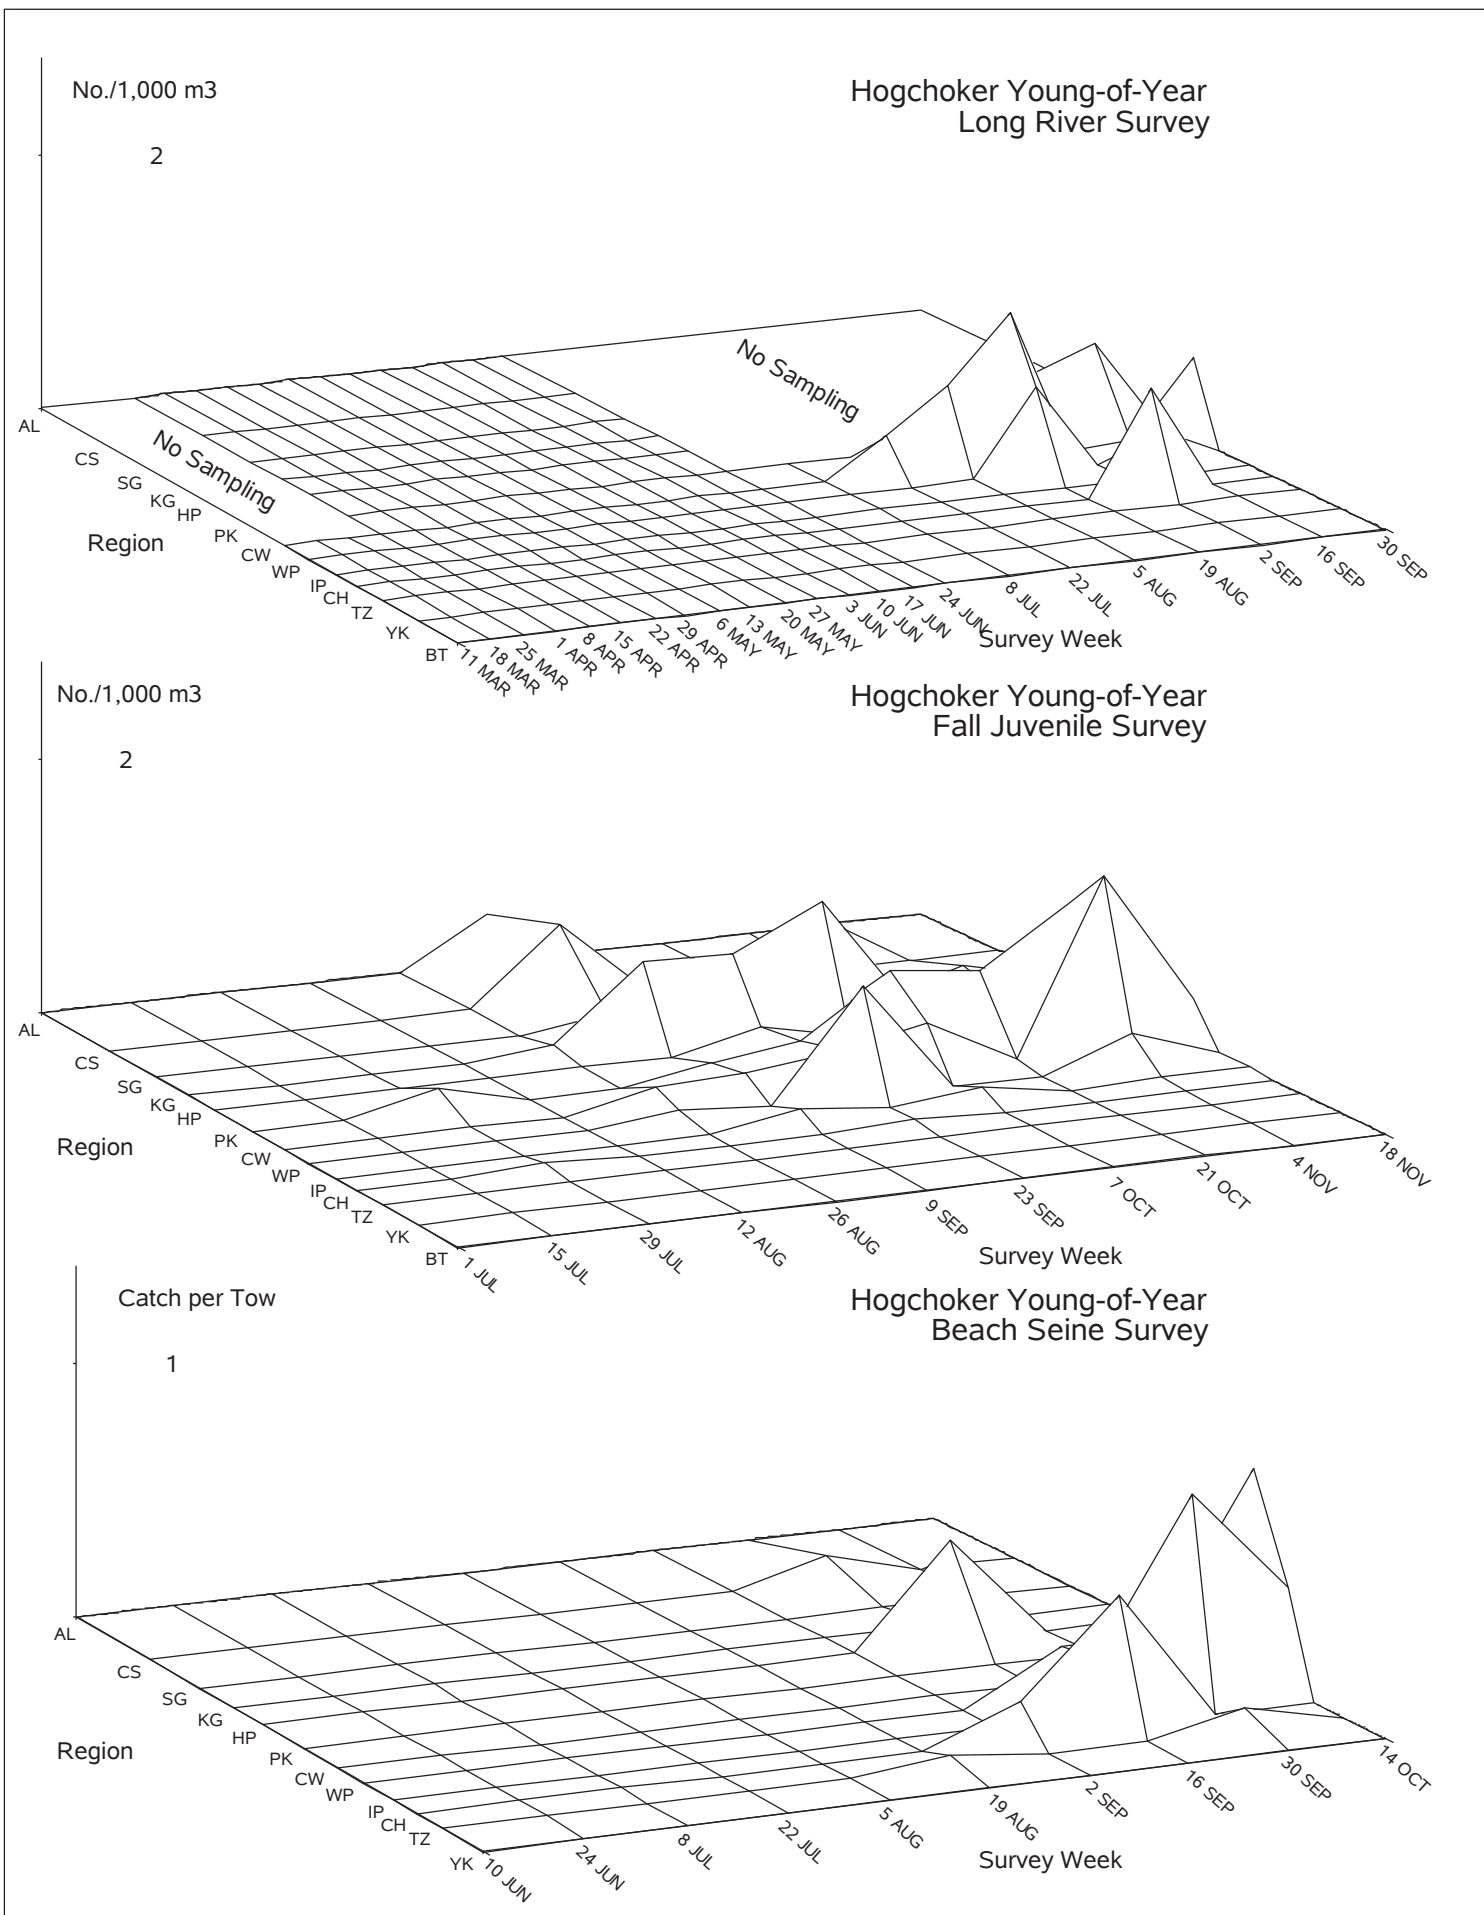 No./1,000 m3
Hogchoker Young-of-Year
Long River Survey
2
No Sampling
No Sampling
AL
CS
SG
KG
HP
PK
CW
WP
IP
CH
TZ
YK
BT
Region
11 MAR
18 MAR
25 MAR
1 APR
8 APR
15 APR
22 APR
29 APR
6 MAY
13 MAY
20 MAY
27 MAY
3 JUN
10 JUN
17 JUN
24 JUN
8 JUL
22 JUL
5 AUG
19 AUG
2 SEP
16 SEP
30 SEP
Survey Week
No./1,000 m3
Hogchoker Young-of-Year
Fall Juvenile Survey
2
AL
CS
SG
KG
HP
PK
CW
WP
IP
CH
TZ
YK
BT
Region
1 JUL
15 JUL
29 JUL
12 AUG
26 AUG
9 SEP
23 SEP
7 OCT
21 OCT
4 NOV
18 NOV
Survey Week
Catch per Tow
Hogchoker Young-of-Year
Beach Seine Survey
1
AL
CS
SG
KG
HP
PK
CW
WP
IP
CH
TZ
YK
Region
10 JUN
24 JUN
8 JUL
22 JUL
5 AUG
19 AUG
2 SEP
16 SEP
30 SEP
14 OCT
Survey Week